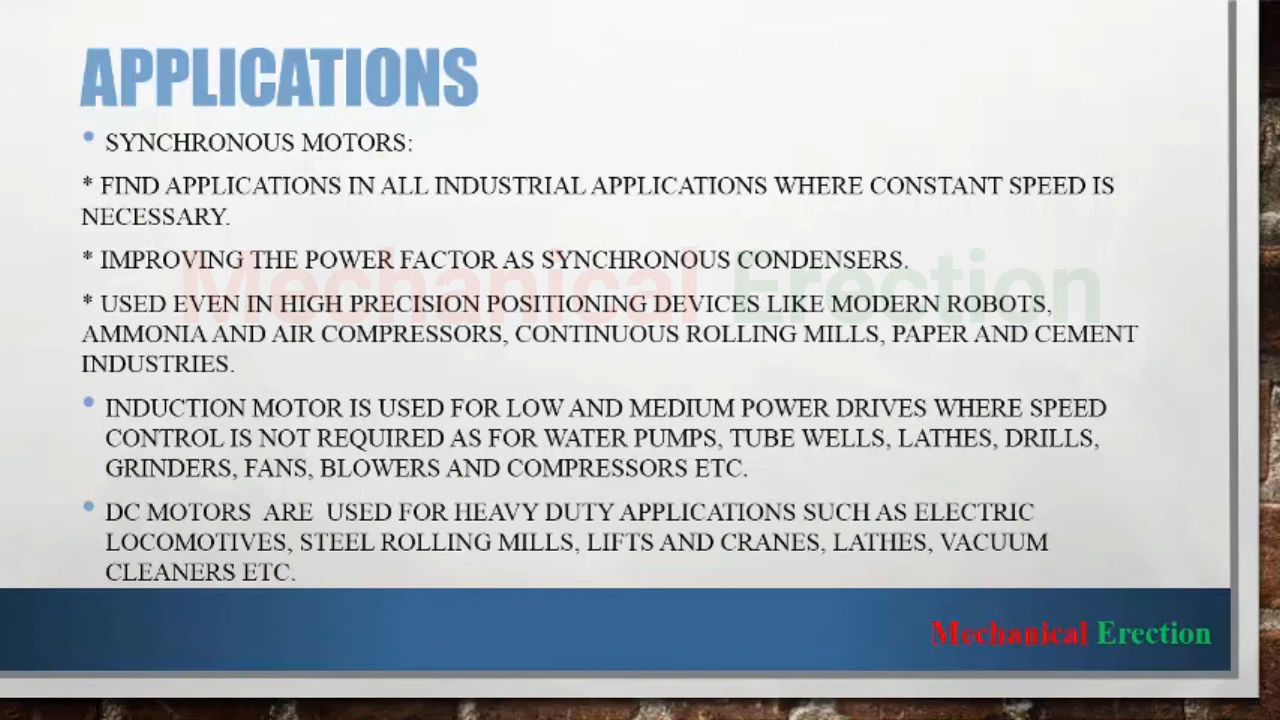 APPLICATIONS
• SYNCHRONOUS MOTORS:
* FIND APPLICATIONS IN ALL INDUSTRIAL APPLICATIONS WHERE CONSTANT SPEED IS
NECESSARY.
* IMPROVING THE POWER FACTOR AS SYNCHRONOUS CONDENSERS.
Mechanical Erection
* USED EVEN IN HIGH PRECISION POSITIONING DEVICES LIKE MODERN ROBOTS,
AMMONIA AND AIR COMPRESSORS, CONTINUOUS ROLLING MILLS, PAPER AND CEMENT
INDUSTRIES.
• INDUCTION MOTOR IS USED FOR LOW AND MEDIUM POWER DRIVES WHERE SPEED
CONTROL IS NOT REQUIRED AS FOR WATER PUMPS, TUBE WELLS, LATHES, DRILLS,
GRINDERS, FANS, BLOWERS AND COMPRESSORS ETC.
• DC MOTORS ARE USED FOR HEAVY DUTY APPLICATIONS SUCH AS ELECTRIC
LOCOMOTIVES, STEEL ROLLING MILLS, LIFTS AND CRANES, LATHES, VACUUM
CLEANERS ETC.
Mechanical Erection